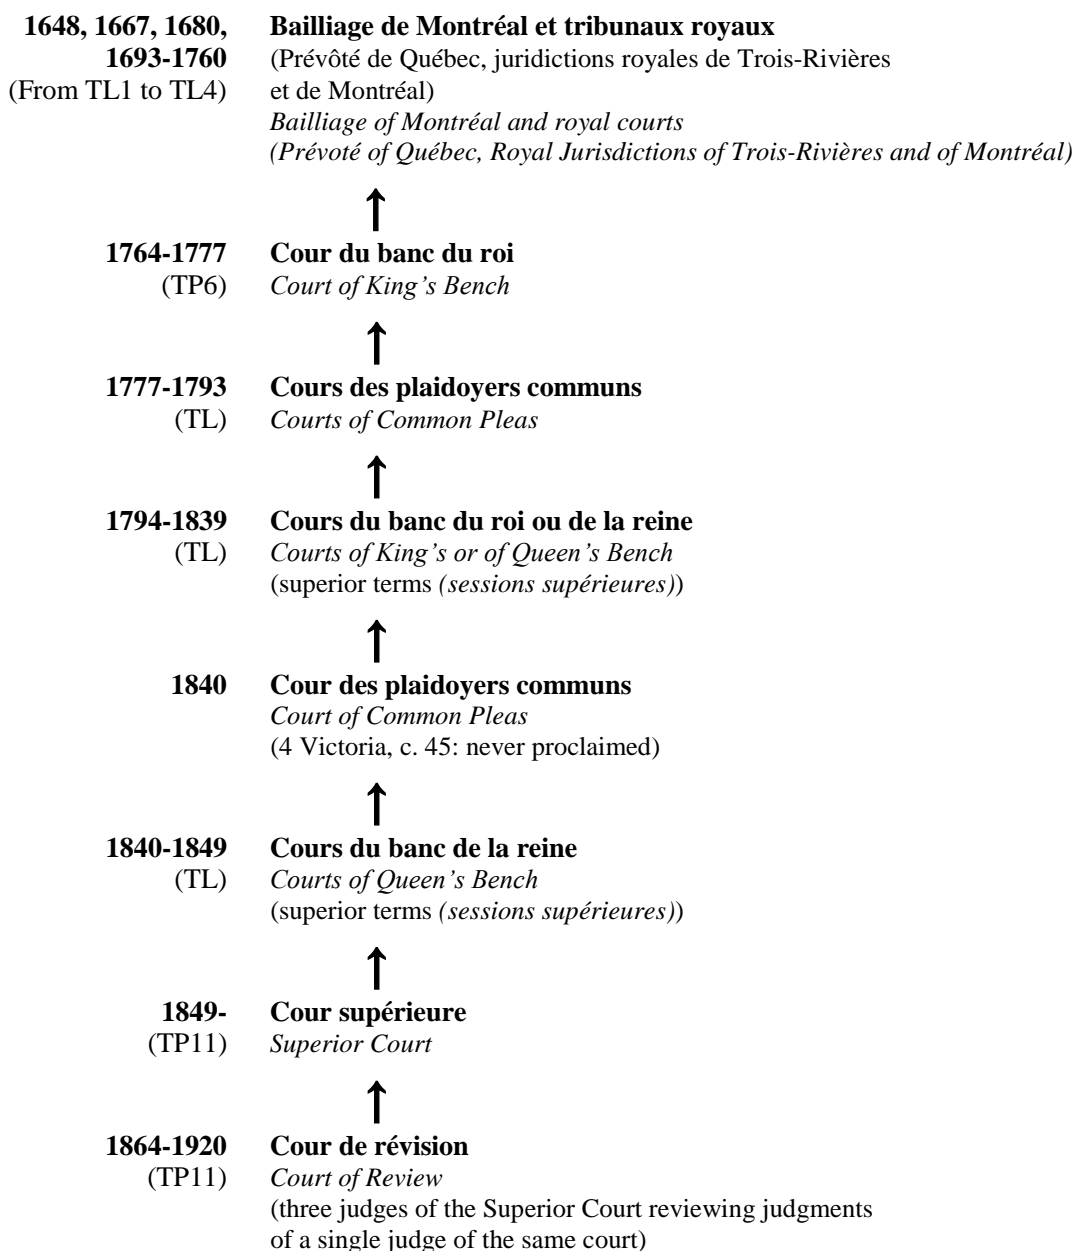 1648, 1667, 1680, Bailliage de Montréal et tribunaux royaux
1693-1760 (Prévôté de Québec, juridictions royales de Trois-Rivières
(From TL1 to TL4) et de Montréal)
Bailliage of Montréal and royal courts
(Prévoté of Québec, Royal Jurisdictions of Trois-Rivières and of Montréal)
↑
1764-1777 Cour du banc du roi
(TP6) Court of King’s Bench
↑
1777-1793 Cours des plaidoyers communs
(TL) Courts of Common Pleas
↑
1794-1839 Cours du banc du roi ou de la reine
(TL) Courts of King’s or of Queen’s Bench
(superior terms (sessions supérieures))
↑
1840 Cour des plaidoyers communs
Court of Common Pleas
(4 Victoria, c. 45: never proclaimed)
↑
1840-1849 Cours du banc de la reine
(TL) Courts of Queen’s Bench
(superior terms (sessions supérieures))
↑
1849- Cour supérieure
(TP11) Superior Court
↑
1864-1920 Cour de révision
(TP11) Court of Review
(three judges of the Superior Court reviewing judgments
of a single judge of the same court)